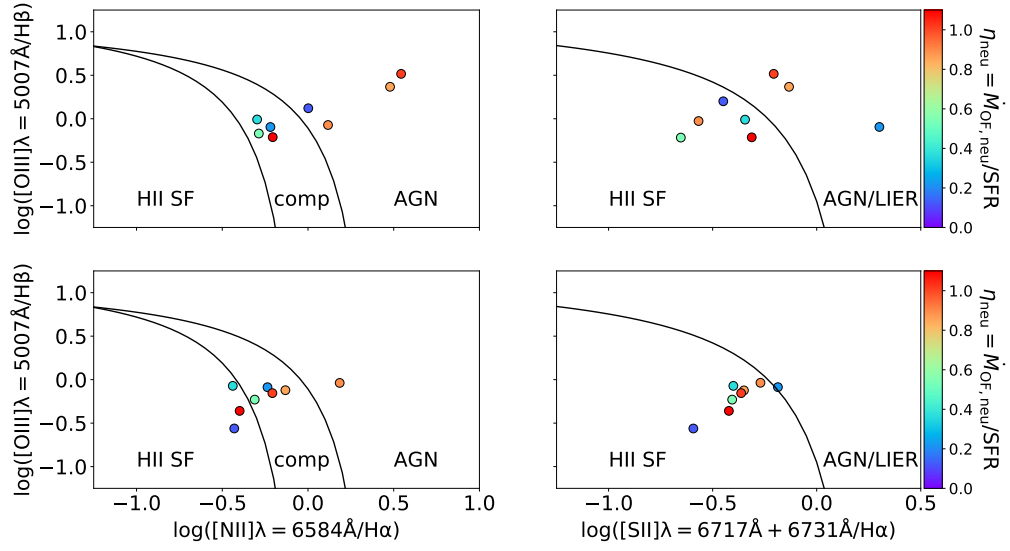 log([OIII]λ = 5007Å/Hβ)
1.0
0.5
0.0
−0.5
−1.0
HII SF
comp
AGN
HII SF
AGN/LIER
1.0
0.8
0.6
0.4
0.2
0.0
ηneu = ṀOF, neu/SFR
log([OIII]λ = 5007Å/Hβ)
1.0
0.5
0.0
−0.5
−1.0
HII SF
comp
AGN
−1.0 −0.5 0.0 0.5 1.0
log([NII]λ = 6584Å/Hα)
HII SF
AGN/LIER
−1.0 −0.5 0.0 0.5
log([SII]λ = 6717Å + 6731Å/Hα)
1.0
0.8
0.6
0.4
0.2
0.0
ηneu = ṀOF, neu/SFR